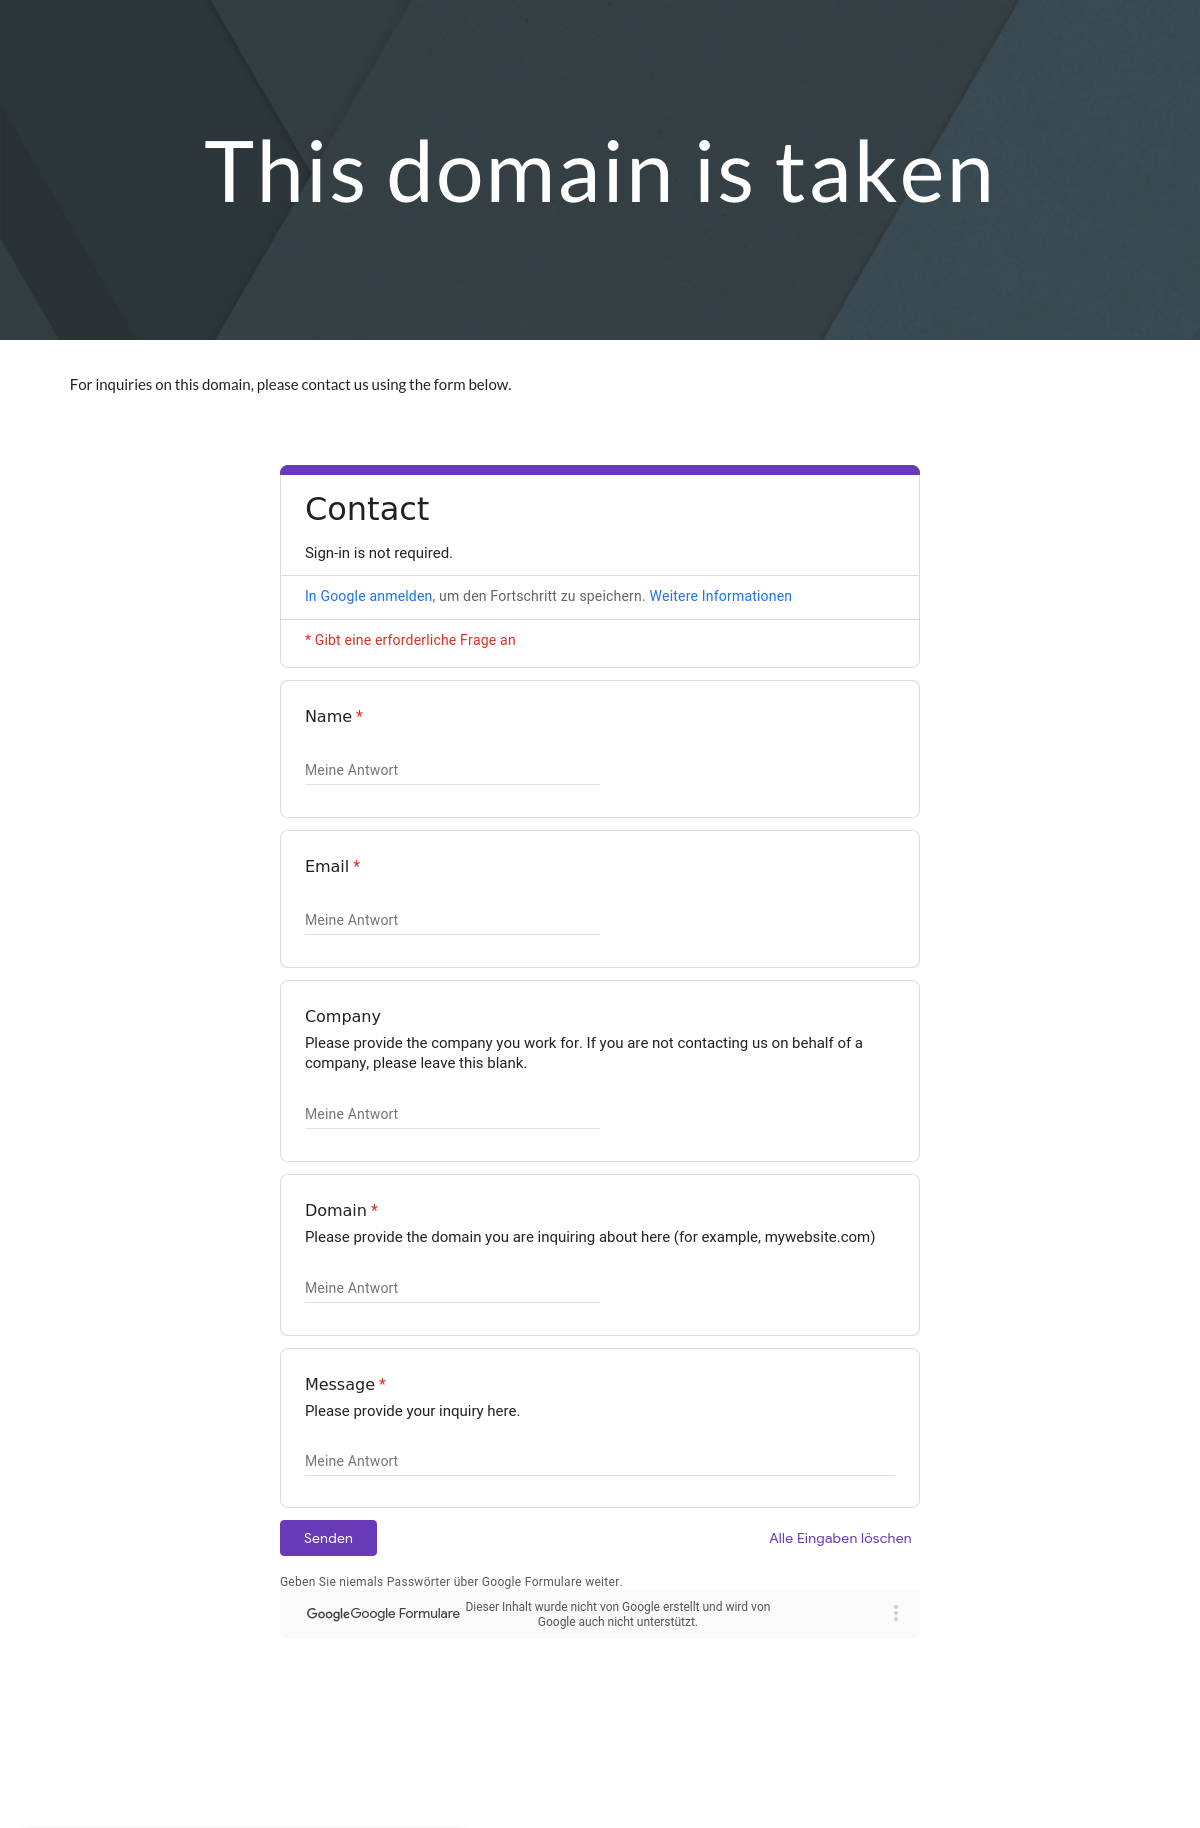 This domain is taken
For inquiries on this domain, please contact us using the form below.
Contact
Sign-in is not required.
In Google anmelden, um den Fortschritt zu speichern. Weitere Informationen
* Gibt eine erforderliche Frage an
Name *
Meine Antwort
Email *
Meine Antwort
Company
Please provide the company you work for. If you are not contacting us on behalf of a
company, please leave this blank.
Meine Antwort
Domain *
Please provide the domain you are inquiring about here (for example, mywebsite.com)
Meine Antwort
Message *
Please provide your inquiry here.
Meine Antwort
Senden
Alle Eingaben löschen
Geben Sie niemals Passwörter über Google Formulare weiter.
GoogleGoogle Formulare
Dieser Inhalt wurde nicht von Google erstellt und wird von
Google auch nicht unterstützt.